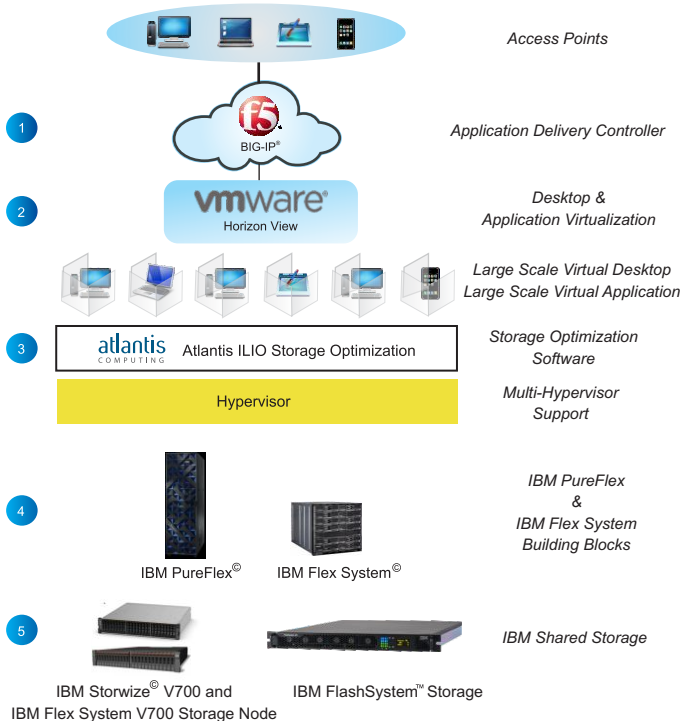 Access Points
1
f5
BIG-IP®
Application Delivery Controller
2
vmware®
Horizon View
Desktop &
Application Virtualization
Large Scale Virtual Desktop
Large Scale Virtual Application
3
atlantis
COMPUTING
Atlantis ILIO Storage Optimization
Storage Optimization
Software
Hypervisor
Multi-Hypervisor
Support
4
IBM PureFlex©
IBM Flex System©
IBM PureFlex
&
IBM Flex System
Building Blocks
5
IBM Shared Storage
IBM Storwize© V700 and
IBM Flex System V700 Storage Node
IBM FlashSystem™ Storage